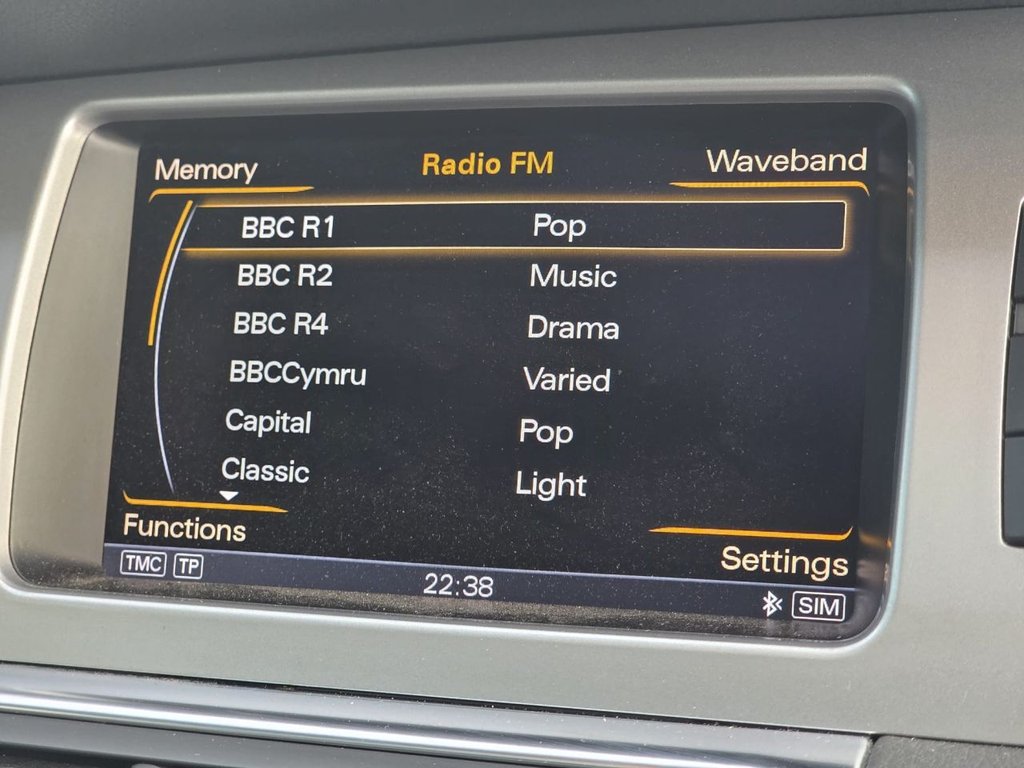 Memory Radio FM Waveband
BBC R1 Pop
BBC R2 Music
BBC R4 Drama
BBCCymru Varied
Capital Pop
Classic Light
Functions Settings
TMC TP 22:38 SIM